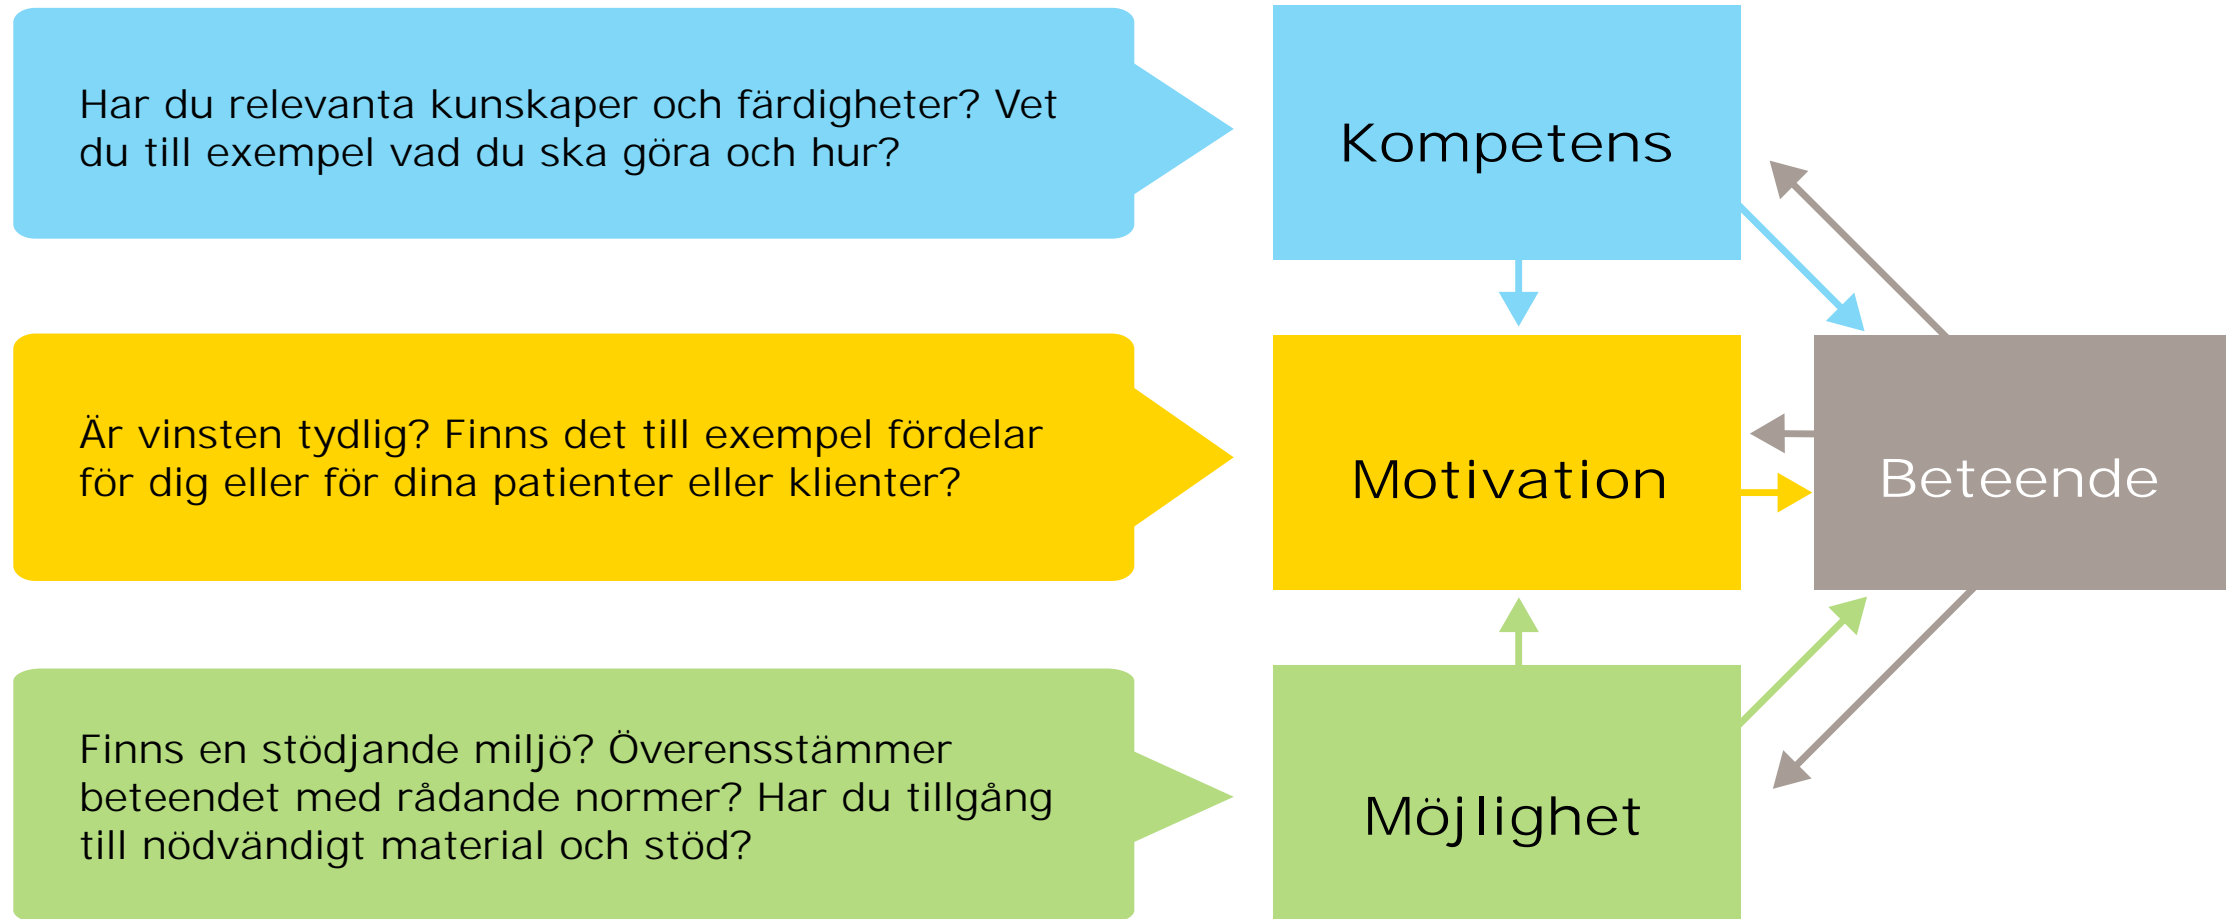 Har du relevanta kunskaper och färdigheter? Vet
du till exempel vad du ska göra och hur?
Kompetens
Är vinsten tydlig? Finns det till exempel fördelar
för dig eller för dina patienter eller klienter?
Motivation
Beteende
Finns en stödjande miljö? Överensstämmer
beteendet med rådande normer? Har du tillgång
till nödvändigt material och stöd?
Möjlighet